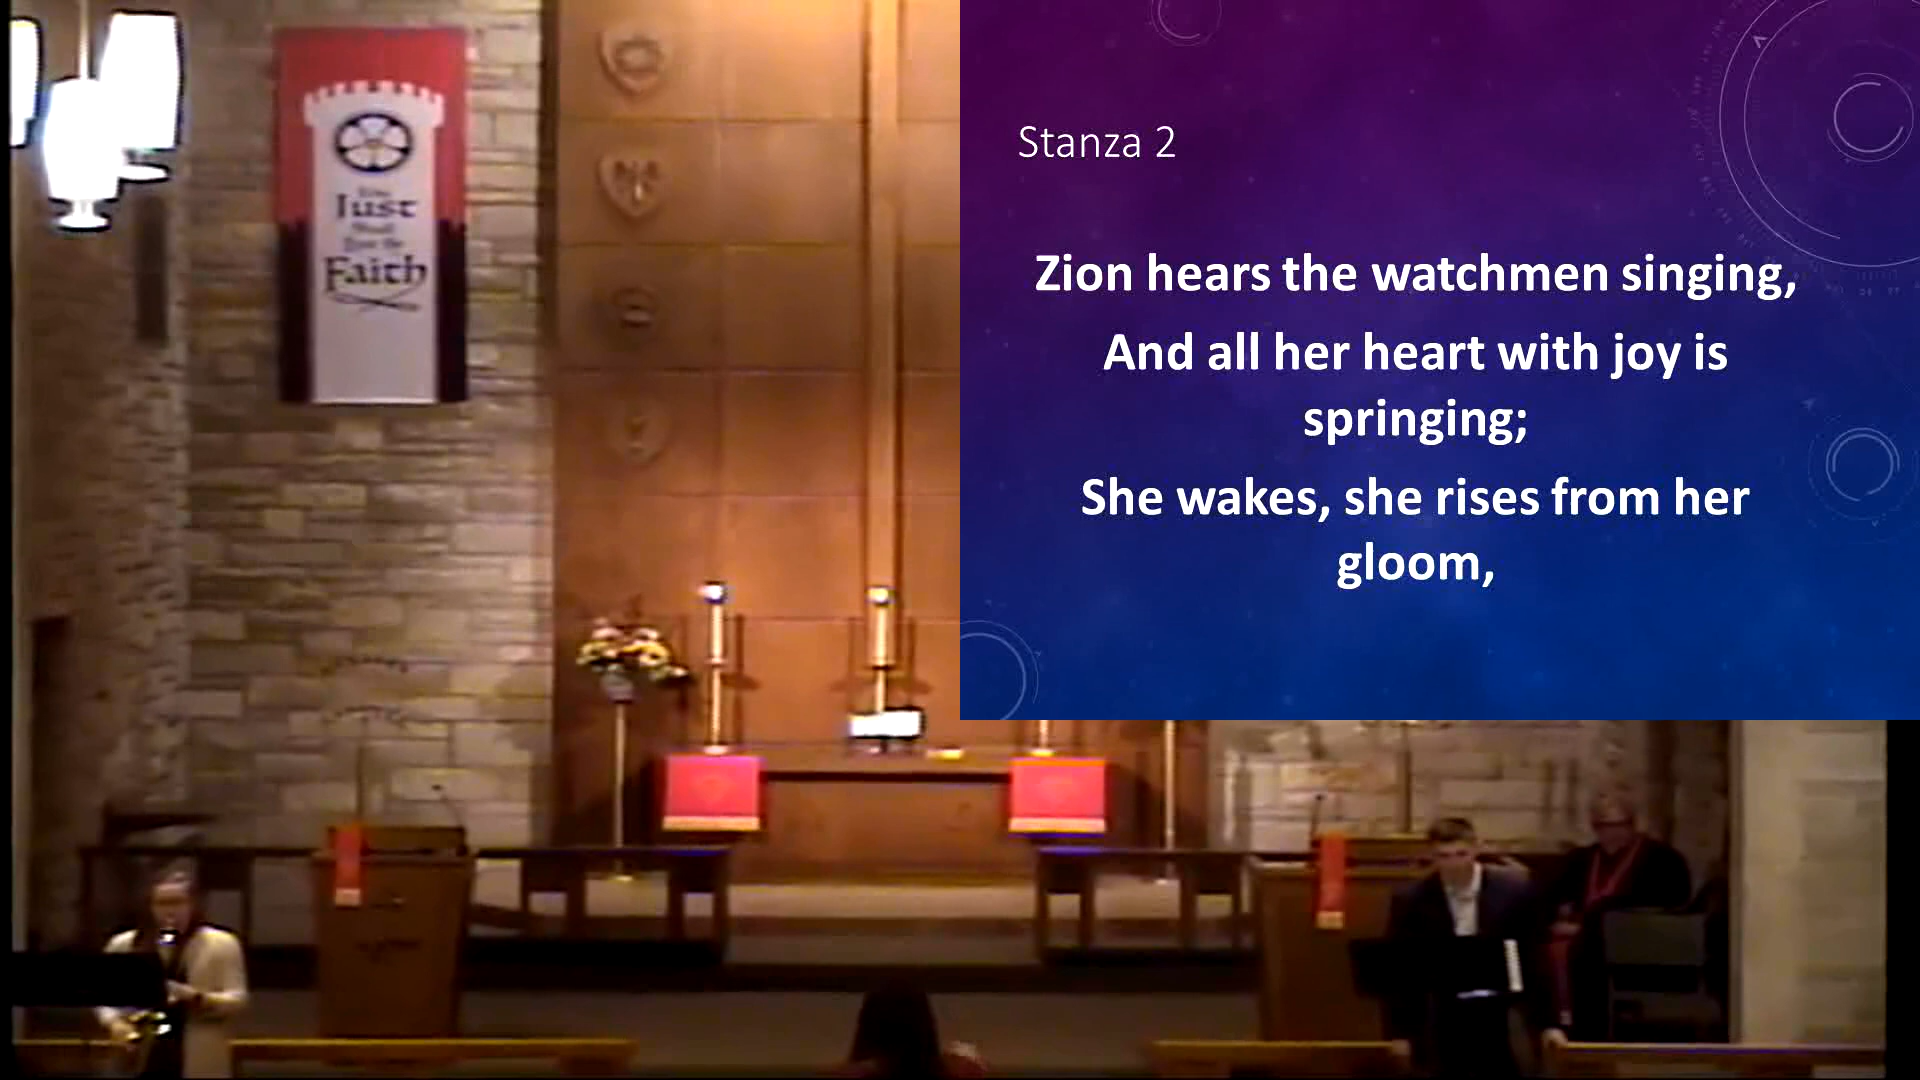 Just
Faith
Stanza 2
Zion hears the watchmen singing,
And all her heart with joy is
springing;
She wakes, she rises from her
gloom,